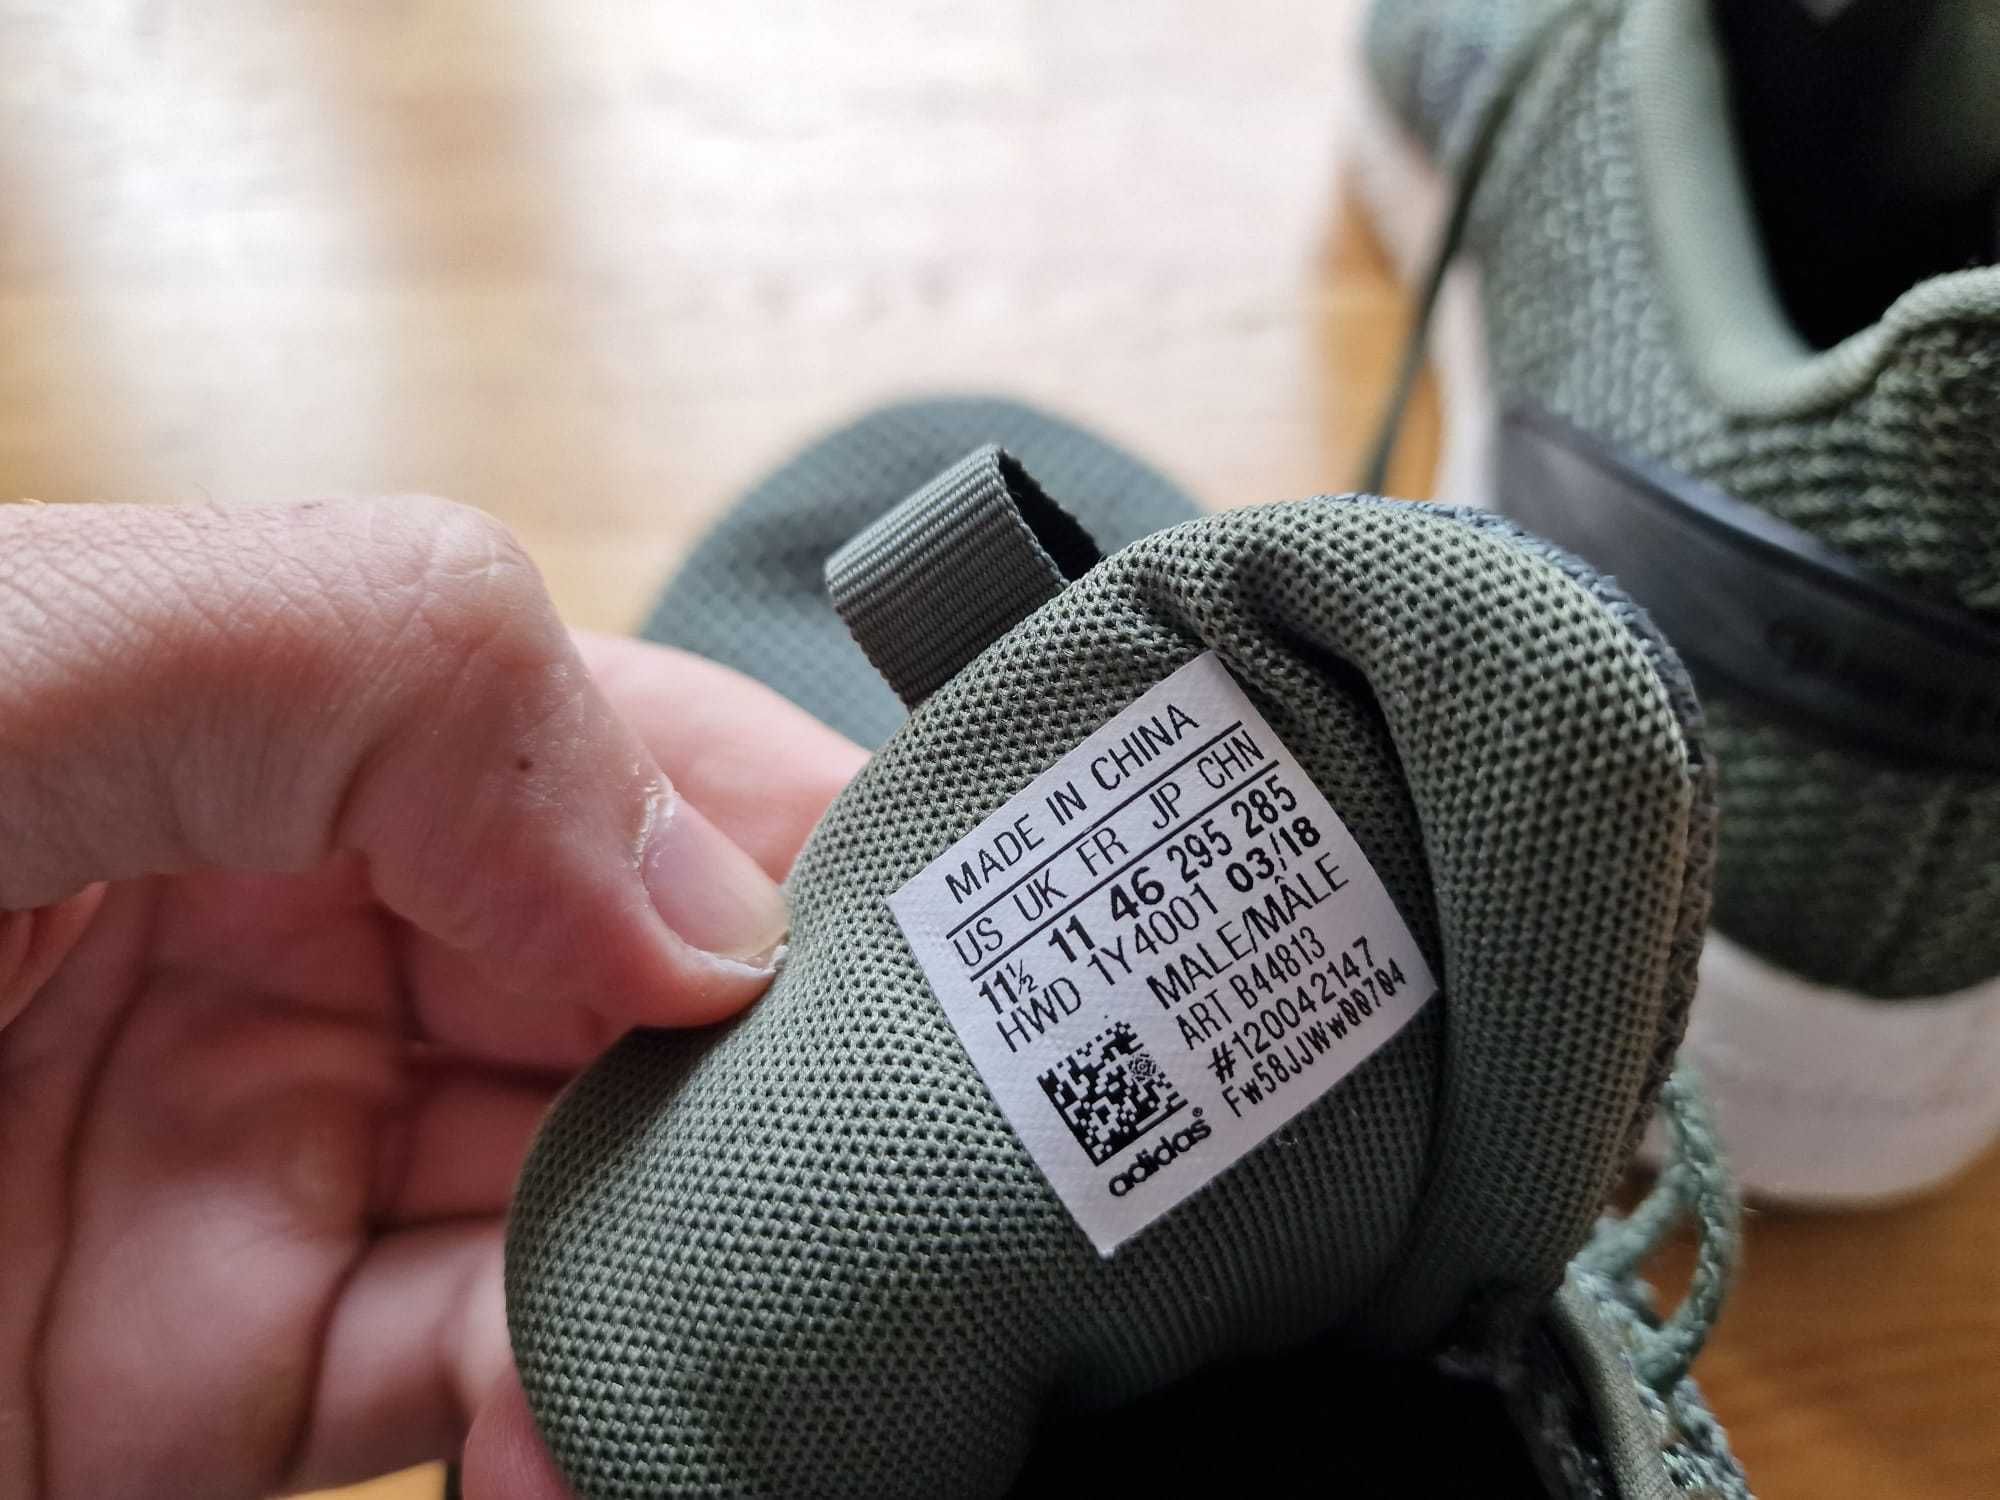 MADE IN CHINA
US UK FR JP CHN
11½ 11 46 295 285
HWD 1Y4001 03/18
MALE/MÂLE
ART B44813
#120042147
FW58JJWW00704
adidas®